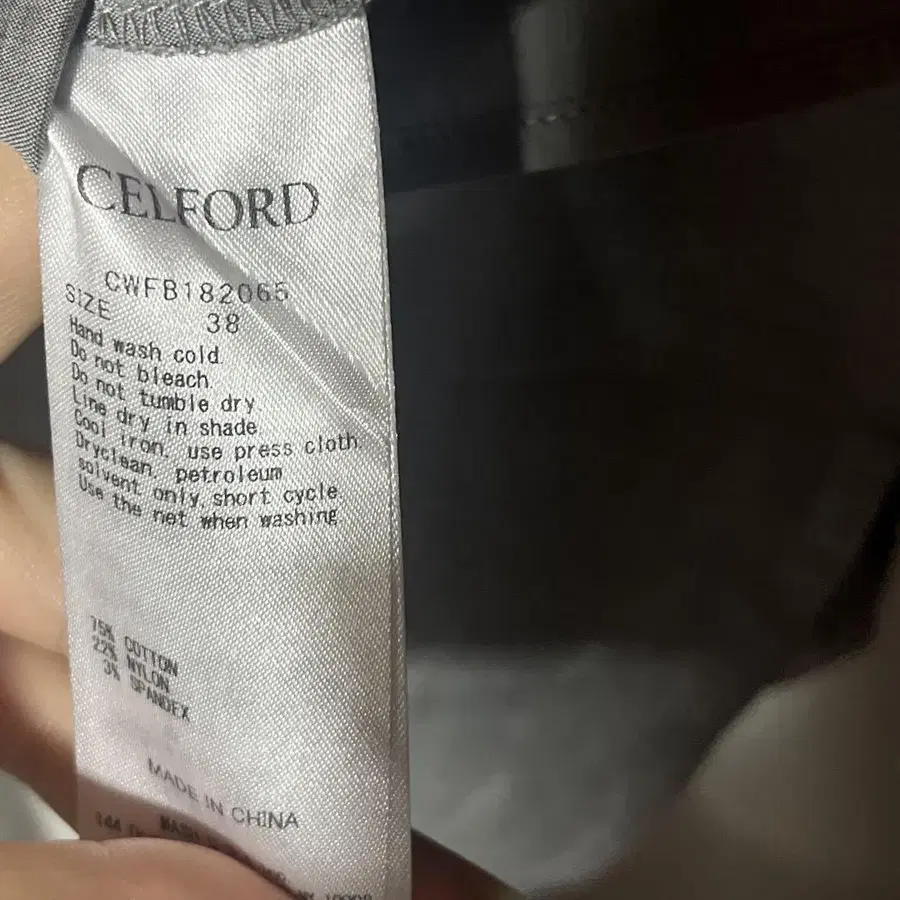 CELFORD
CWFB182065
SIZE 38
Hand wash cold
Do not bleach.
Do not tumble dry.
Line dry in shade
Cool iron. use press cloth.
Dryclean, petroleum
solvent only, short cycle.
Use the net when washing
75% COTTON
22% NYLON
3% SPANDEX
MADE IN CHINA
144